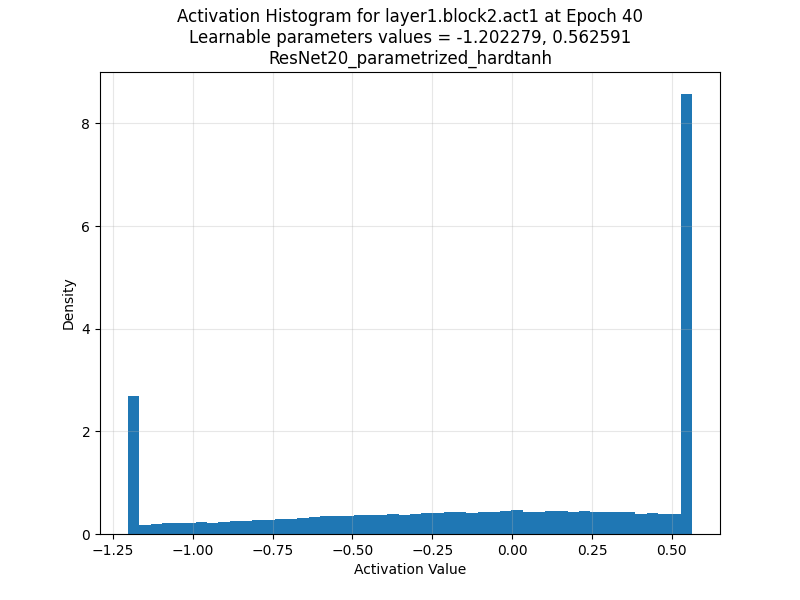 Activation Histogram for layer1.block2.act1 at Epoch 40
Learnable parameters values = -1.202279, 0.562591
ResNet20_parametrized_hardtanh
8
6
4
2
0
Density
−1.25 −1.00 −0.75 −0.50 −0.25 0.00 0.25 0.50
Activation Value